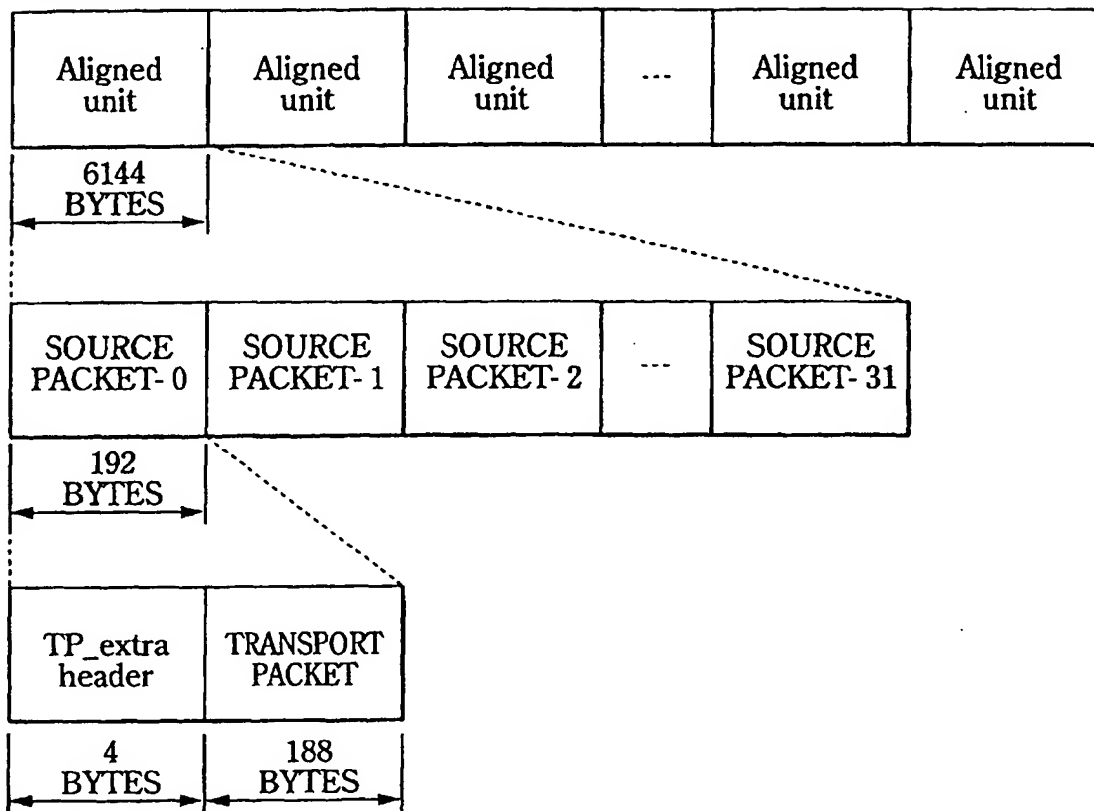 Aligned unit
Aligned unit
Aligned unit
---
Aligned unit
Aligned unit
6144 BYTES
SOURCE PACKET-0
SOURCE PACKET-1
SOURCE PACKET-2
---
SOURCE PACKET-31
192 BYTES
TP_extra header
TRANSPORT PACKET
4 BYTES
188 BYTES